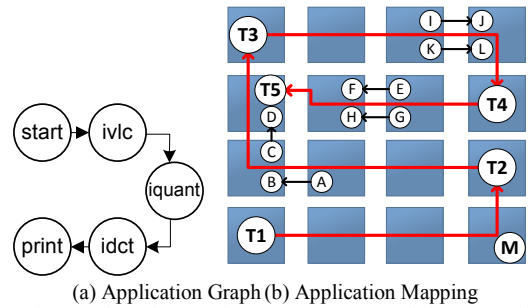 start
ivlc
iquant
idct
print
T3
I
J
K
L
T5
F
E
D
H
G
T4
C
B
A
T2
T1
M
(a) Application Graph (b) Application Mapping